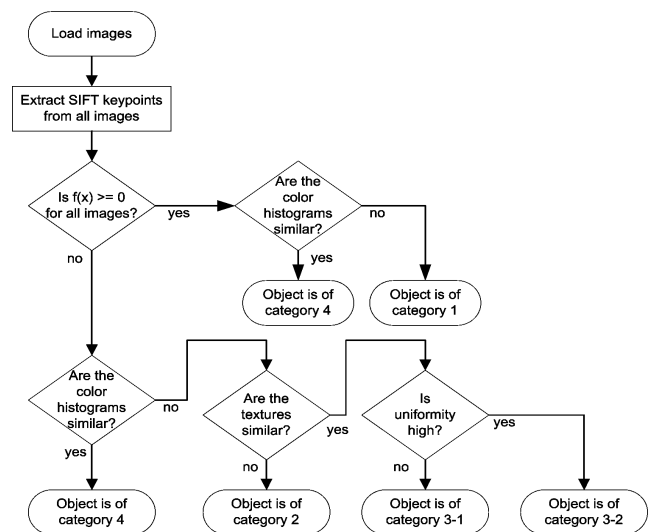 Load images
Extract SIFT keypoints
from all images
Is f(x) >= 0
for all images?
yes
no
Are the
color
histograms
similar?
no
yes
Object is of
category 4
Object is of
category 1
Are the
color
histograms
similar?
no
yes
Are the
textures
similar?
yes
no
Is
uniformity
high?
yes
no
Object is of
category 4
Object is of
category 2
Object is of
category 3-1
Object is of
category 3-2